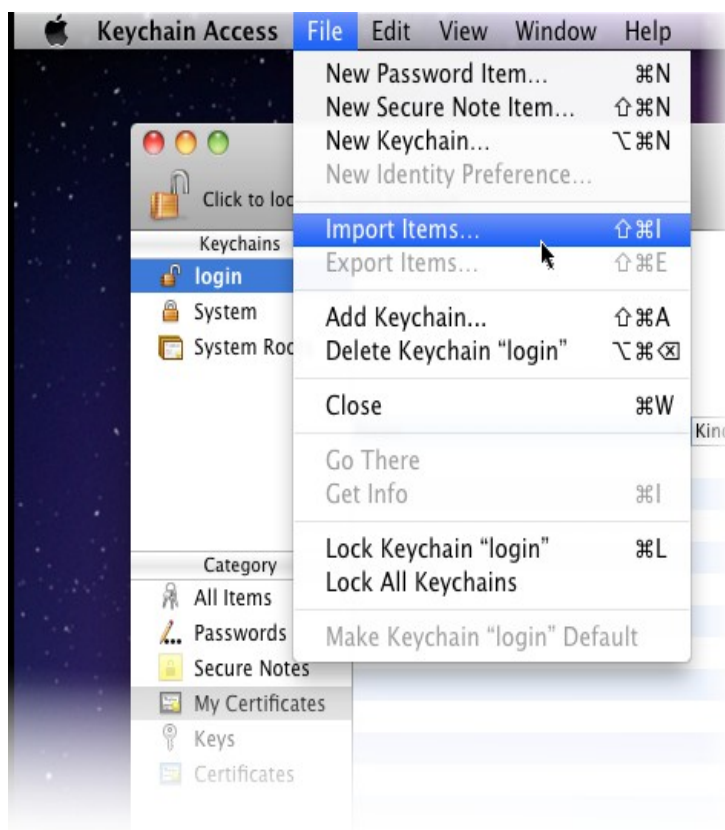 Keychain Access File Edit View Window Help
New Password Item... ⌘N
New Secure Note Item... ⇧⌘N
New Keychain... ⌥⌘N
New Identity Preference...
Click to loc
Import Items... ⇧⌘I
Keychains
Export Items... ⇧⌘E
login
System
Add Keychain... ⇧⌘A
System Roo
Delete Keychain “login” ⌥⌘⌫
Close ⌘W
Kind
Go There
Get Info ⌘I
Lock Keychain “login” ⌘L
Category
Lock All Keychains
All Items
Passwords
Make Keychain “login” Default
Secure Notes
My Certificates
Keys
Certificates